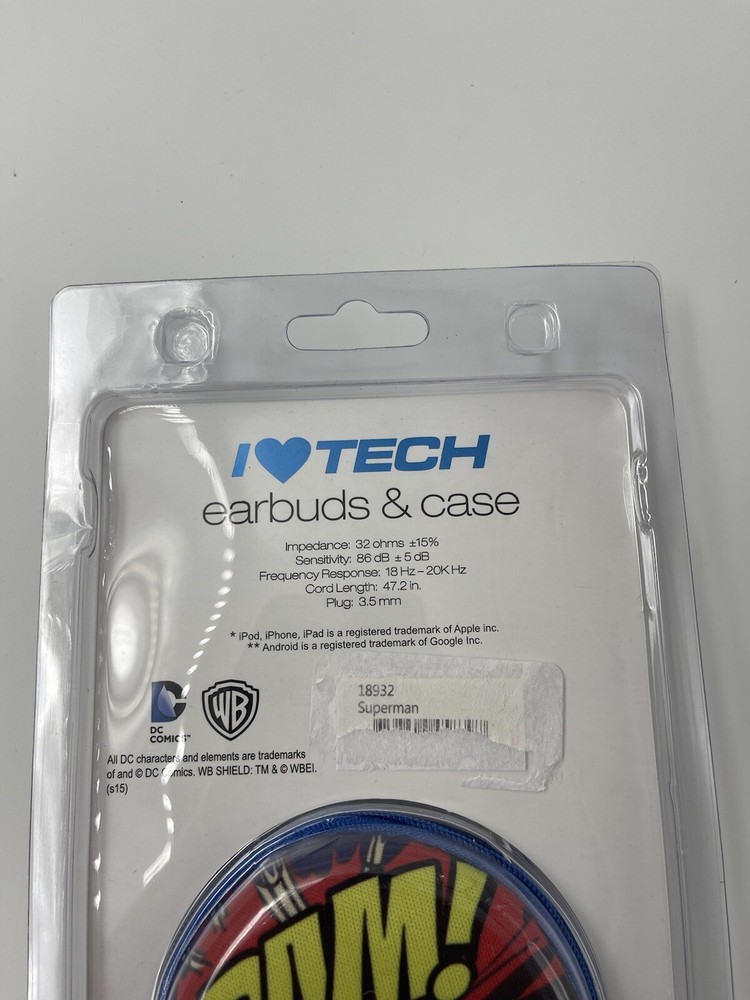 I♥TECH
earbuds & case
Impedance: 32 ohms ±15%
Sensitivity: 86 dB ± 5 dB
Frequency Response: 18 Hz – 20K Hz
Cord Length: 47.2 in.
Plug: 3.5 mm
* iPod, iPhone, iPad is a registered trademark of Apple inc.
** Android is a registered trademark of Google Inc.
18932
Superman
DC
WB
DC
COMICS™
All DC characters and elements are trademarks
of and © DC Comics. WB SHIELD: TM & © WBEI.
(s15)